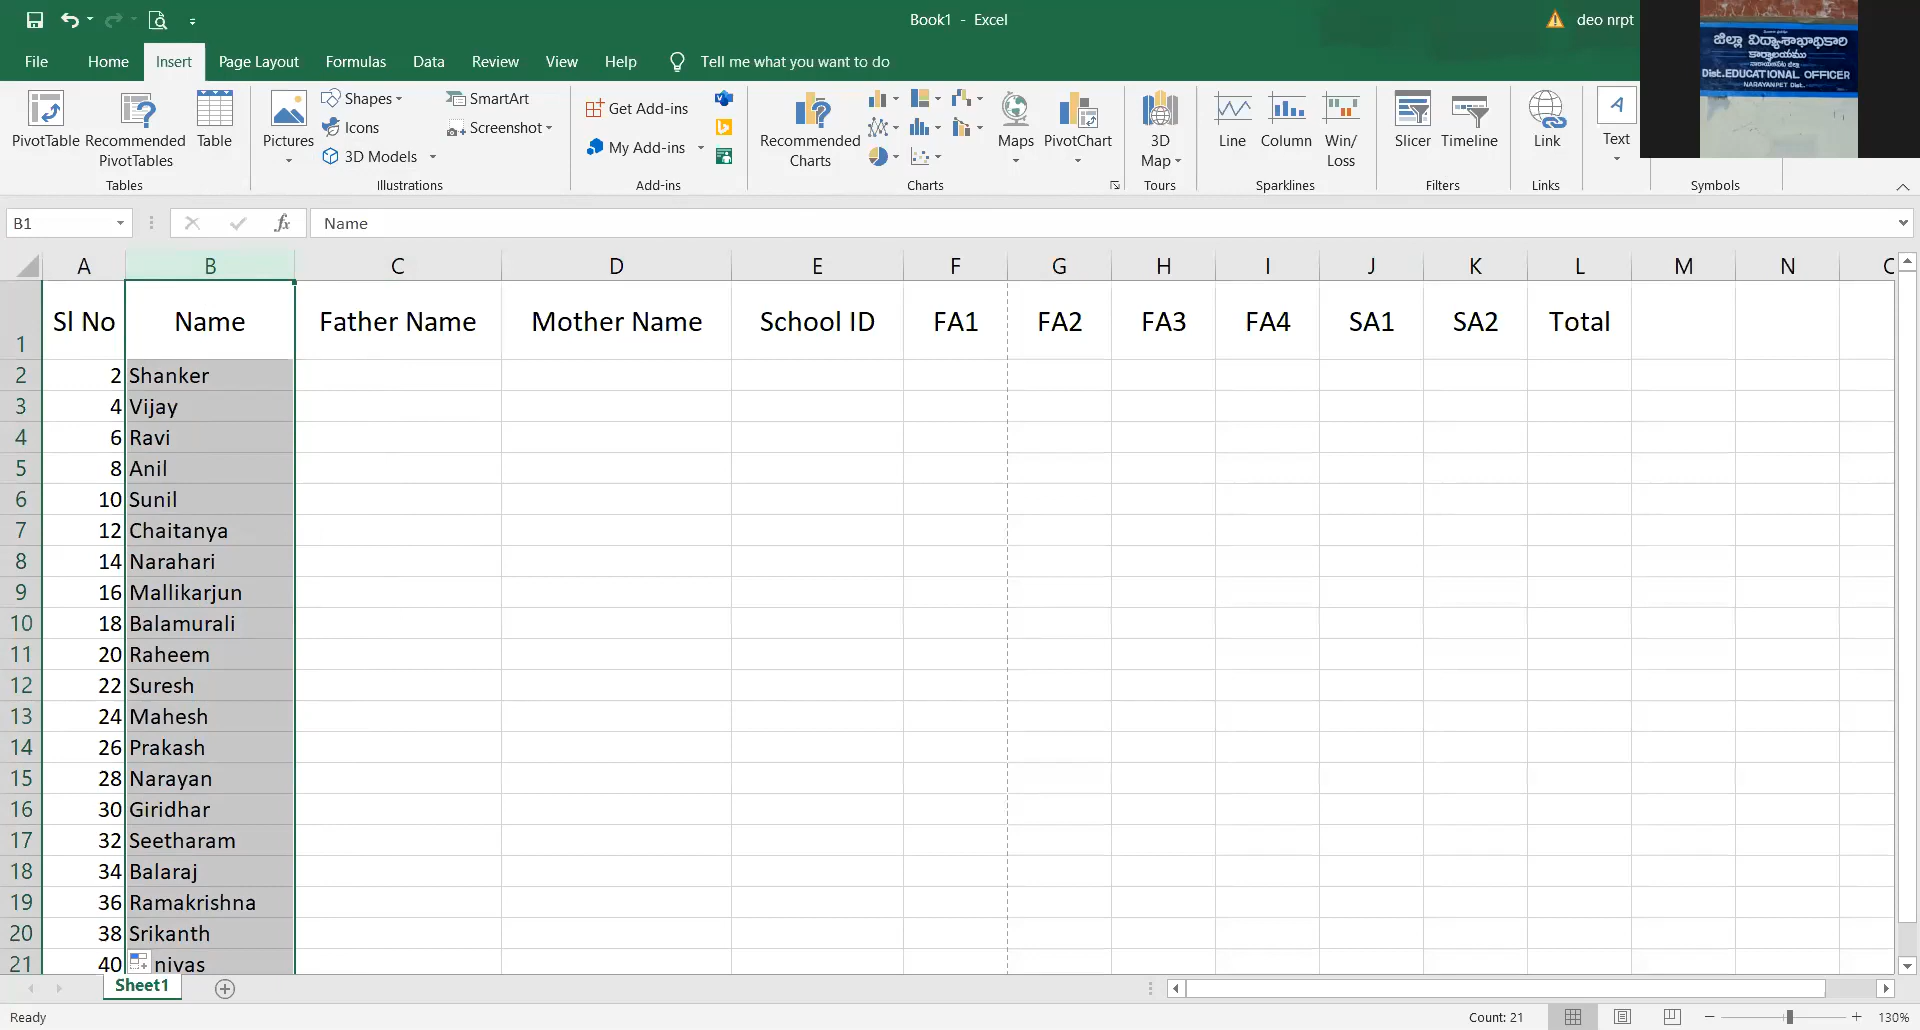 Book1 - Excel
deo nrpt
File Home Insert Page Layout Formulas Data Review View Help Tell me what you want to do
PivotTable
Recommended PivotTables
Table
Tables
Pictures
Shapes
Icons
3D Models
SmartArt
Screenshot
Illustrations
Get Add-ins
My Add-ins
Add-ins
Recommended Charts
Maps
PivotChart
Charts
3D Map
Tours
Line
Column
Win/ Loss
Sparklines
Slicer
Timeline
Filters
Link
Links
Text
Symbols
Dist.EDUCATIONAL OFFICER
NARAYANPET Dist.
B1
fx
Name
A B C D E F G H I J K L M N
1 Sl No Name Father Name Mother Name School ID FA1 FA2 FA3 FA4 SA1 SA2 Total
2 2 Shanker
3 4 Vijay
4 6 Ravi
5 8 Anil
6 10 Sunil
7 12 Chaitanya
8 14 Narahari
9 16 Mallikarjun
10 18 Balamurali
11 20 Raheem
12 22 Suresh
13 24 Mahesh
14 26 Prakash
15 28 Narayan
16 30 Giridhar
17 32 Seetharam
18 34 Balaraj
19 36 Ramakrishna
20 38 Srikanth
21 40 nivas
Sheet1
Ready
Count: 21
130%